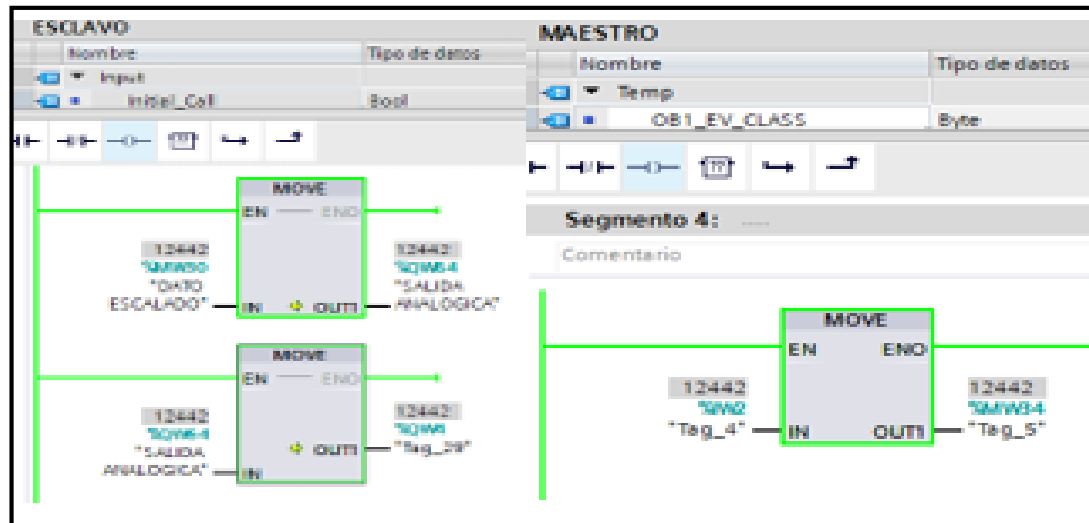 ESCLAVO
Nombre Tipo de datos
Input
Initial_Call Bool
MOVE
EN ENO
12442 12442
"DATO "SALIDA
ESCALADO" IN OUT1 ANALOGICA"
MOVE
EN ENO
12442 12442
"SALIDA
ANALOGICA" IN OUT1
MAESTRO
Nombre Tipo de datos
Temp
OB1_EV_CLASS Byte
Segmento 4: .....
Comentario
MOVE
EN ENO
12442 12442
"Tag_4" IN OUT1 "Tag_5"